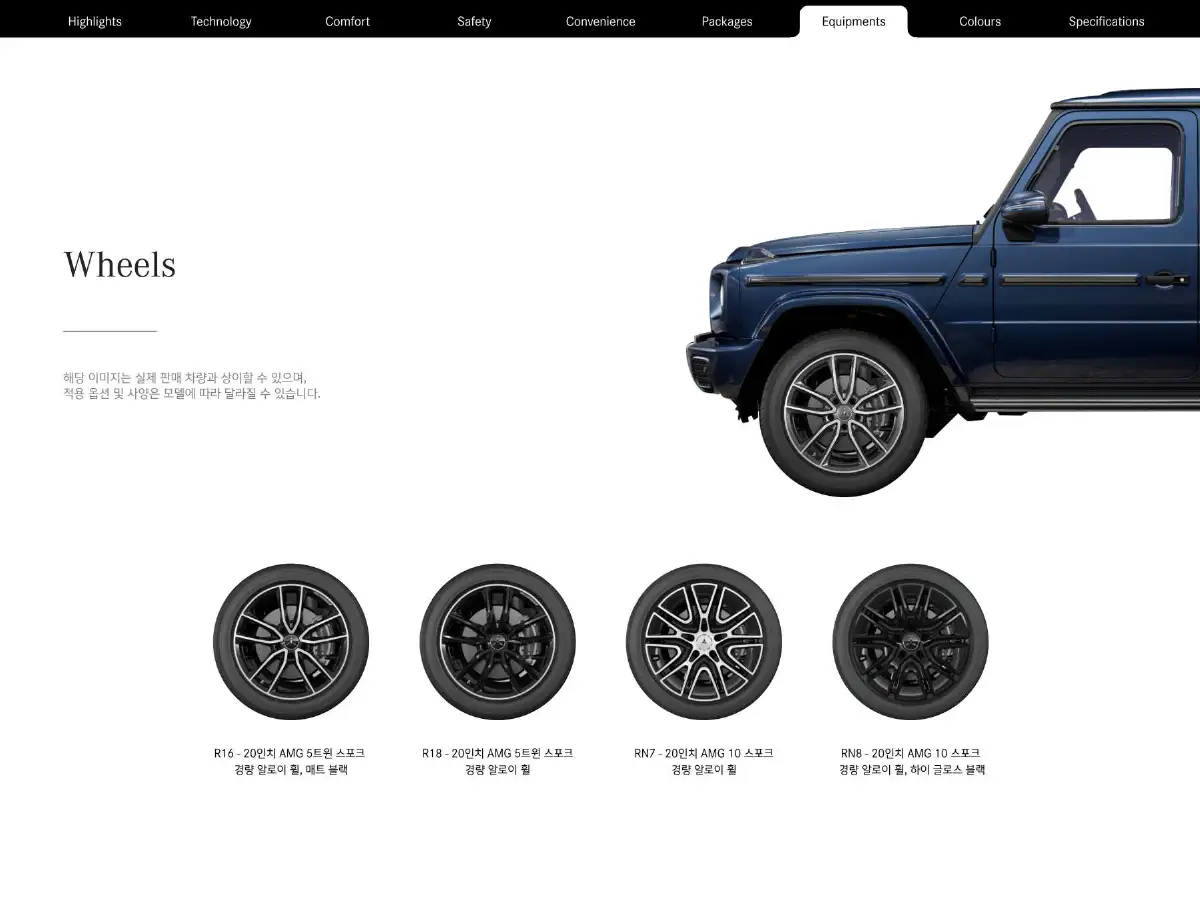 Highlights
Technology
Comfort
Safety
Convenience
Packages
Equipments
Colours
Specifications
Wheels
해당 이미지는 실제 판매 차량과 상이할 수 있으며,
적용 옵션 및 사양은 모델에 따라 달라질 수 있습니다.
R16 - 20인치 AMG 5트윈 스포크
경량 알로이 휠, 매트 블랙
R18 - 20인치 AMG 5트윈 스포크
경량 알로이 휠
RN7 - 20인치 AMG 10 스포크
경량 알로이 휠
RN8 - 20인치 AMG 10 스포크
경량 알로이 휠, 하이 글로스 블랙